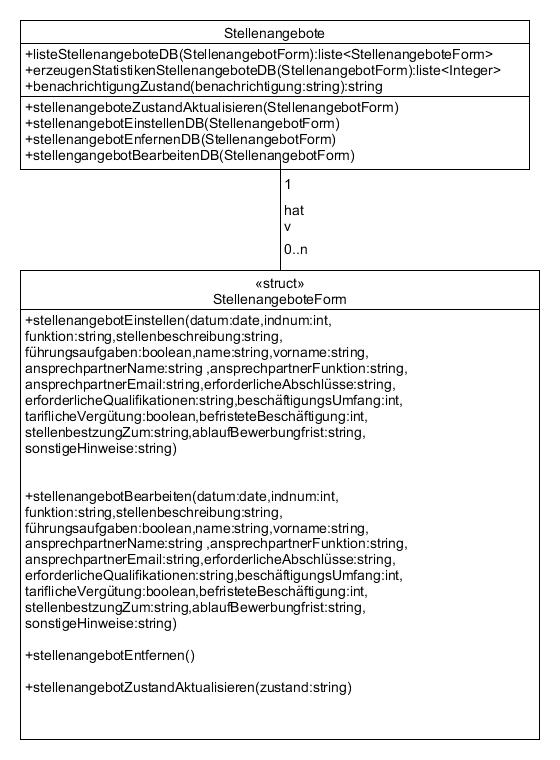 Stellenangebote
+listeStellenangeboteDB(StellenangebotForm):liste<StellenangeboteForm>
+erzeugenStatistikenStellenangeboteDB(StellenangebotForm):liste<Integer>
+benachrichtigungZustand(benachrichtigung:string):string
+stellenangeboteZustandAktualisieren(StellenangebotForm)
+stellenangebotEinstellenDB(StellenangebotForm)
+stellenangebotEnfernenDB(StellenangebotForm)
+stellengangebotBearbeitenDB(StellenangebotForm)
1
hat
v
0..n
«struct»
StellenangeboteForm
+stellenangebotEinstellen(datum:date,indnum:int,
funktion:string,stellenbeschreibung:string,
führungsaufgaben:boolean,name:string,vorname:string,
ansprechpartnerName:string ,ansprechpartnerFunktion:string,
ansprechpartnerEmail:string,erforderlicheAbschlüsse:string,
erforderlicheQualifikationen:string,beschäftigungsUmfang:int,
tariflicheVergütung:boolean,befristeteBeschäftigung:int,
stellenbestzungZum:string,ablaufBewerbungfrist:string,
sonstigeHinweise:string)
+stellenangebotBearbeiten(datum:date,indnum:int,
funktion:string,stellenbeschreibung:string,
führungsaufgaben:boolean,name:string,vorname:string,
ansprechpartnerName:string ,ansprechpartnerFunktion:string,
ansprechpartnerEmail:string,erforderlicheAbschlüsse:string,
erforderlicheQualifikationen:string,beschäftigungsUmfang:int,
tariflicheVergütung:boolean,befristeteBeschäftigung:int,
stellenbestzungZum:string,ablaufBewerbungfrist:string,
sonstigeHinweise:string)
+stellenangebotEntfernen()
+stellenangebotZustandAktualisieren(zustand:string)